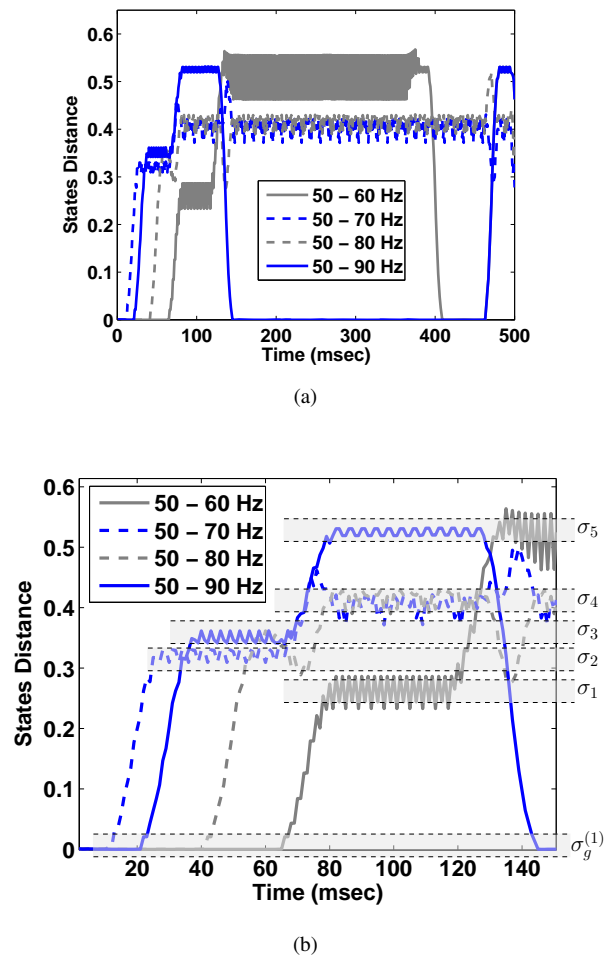 0.6
0.5
0.4
0.3
0.2
0.1
0
States Distance
50 – 60 Hz
50 – 70 Hz
50 – 80 Hz
50 – 90 Hz
0 100 200 300 400 500
Time (msec)
(a)
0.6
0.5
0.4
0.3
0.2
0.1
0
States Distance
50 – 60 Hz
50 – 70 Hz
50 – 80 Hz
50 – 90 Hz
σ5
σ4
σ3
σ2
σ1
σg(1)
20 40 60 80 100 120 140
Time (msec)
(b)